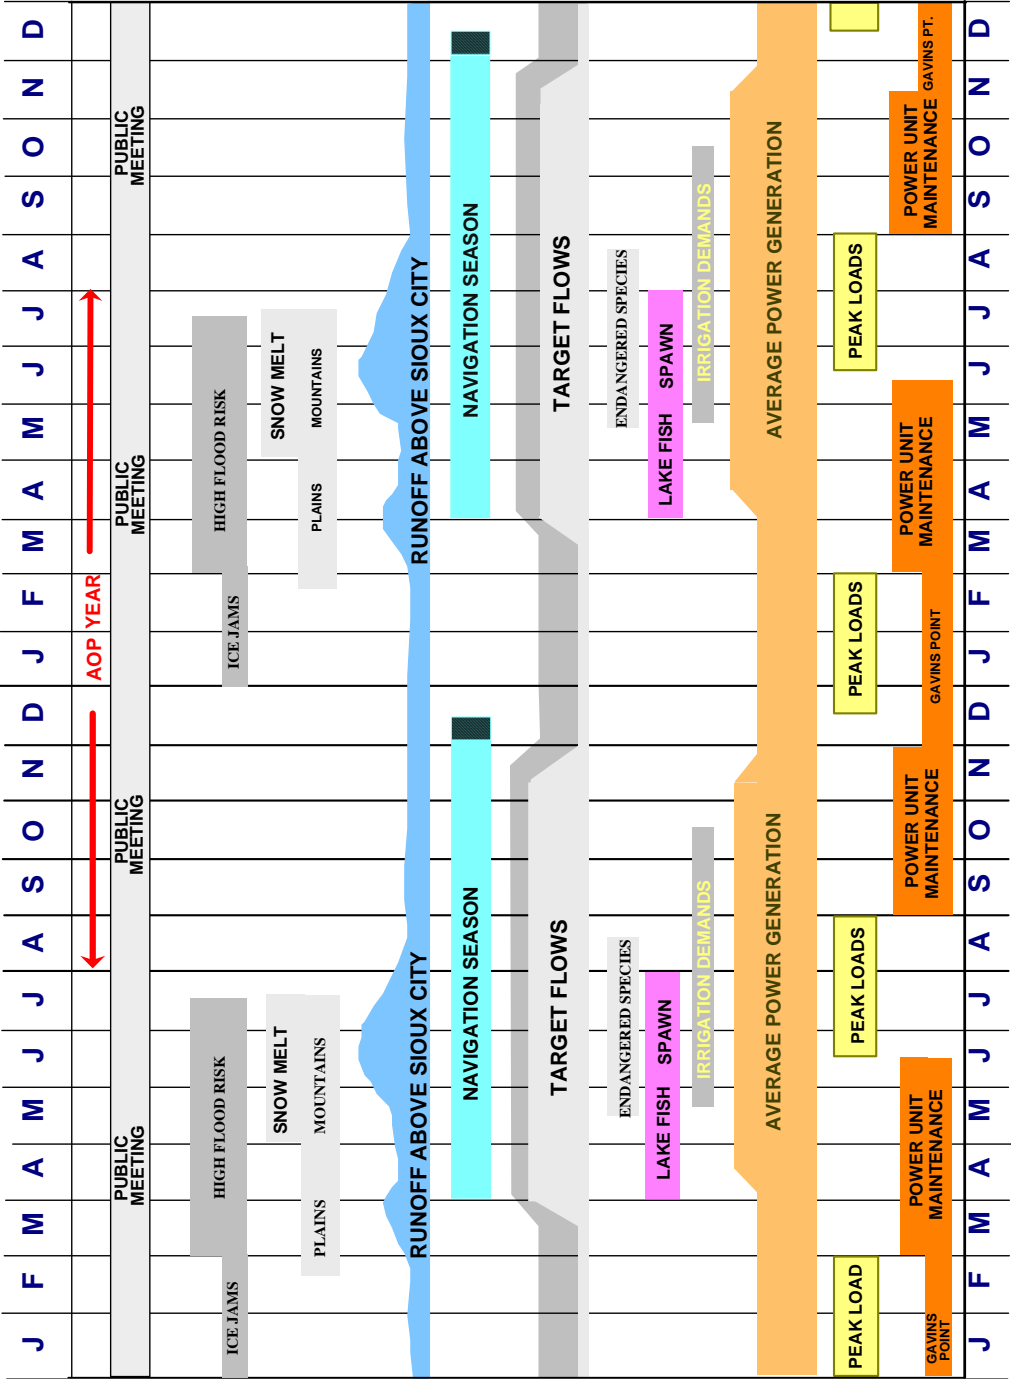 J F M A M J J A S O N D J F M A M J J A S O N D
AOP YEAR
PUBLIC
MEETING
PUBLIC
MEETING
PUBLIC
MEETING
PUBLIC
MEETING
HIGH FLOOD RISK
ICE JAMS
HIGH FLOOD RISK
ICE JAMS
SNOW MELT
PLAINS
MOUNTAINS
SNOW MELT
PLAINS
MOUNTAINS
RUNOFF ABOVE SIOUX CITY
RUNOFF ABOVE SIOUX CITY
NAVIGATION SEASON
NAVIGATION SEASON
TARGET FLOWS
TARGET FLOWS
ENDANGERED SPECIES
ENDANGERED SPECIES
LAKE FISH SPAWN
LAKE FISH SPAWN
IRRIGATION DEMANDS
IRRIGATION DEMANDS
AVERAGE POWER GENERATION
AVERAGE POWER GENERATION
PEAK LOAD
PEAK LOADS
PEAK LOADS
PEAK LOADS
GAVINS
POINT
POWER UNIT
MAINTENANCE
POWER UNIT
MAINTENANCE
GAVINS POINT
POWER UNIT
MAINTENANCE
POWER UNIT
MAINTENANCE
GAVINS PT.
J F M A M J J A S O N D J F M A M J J A S O N D